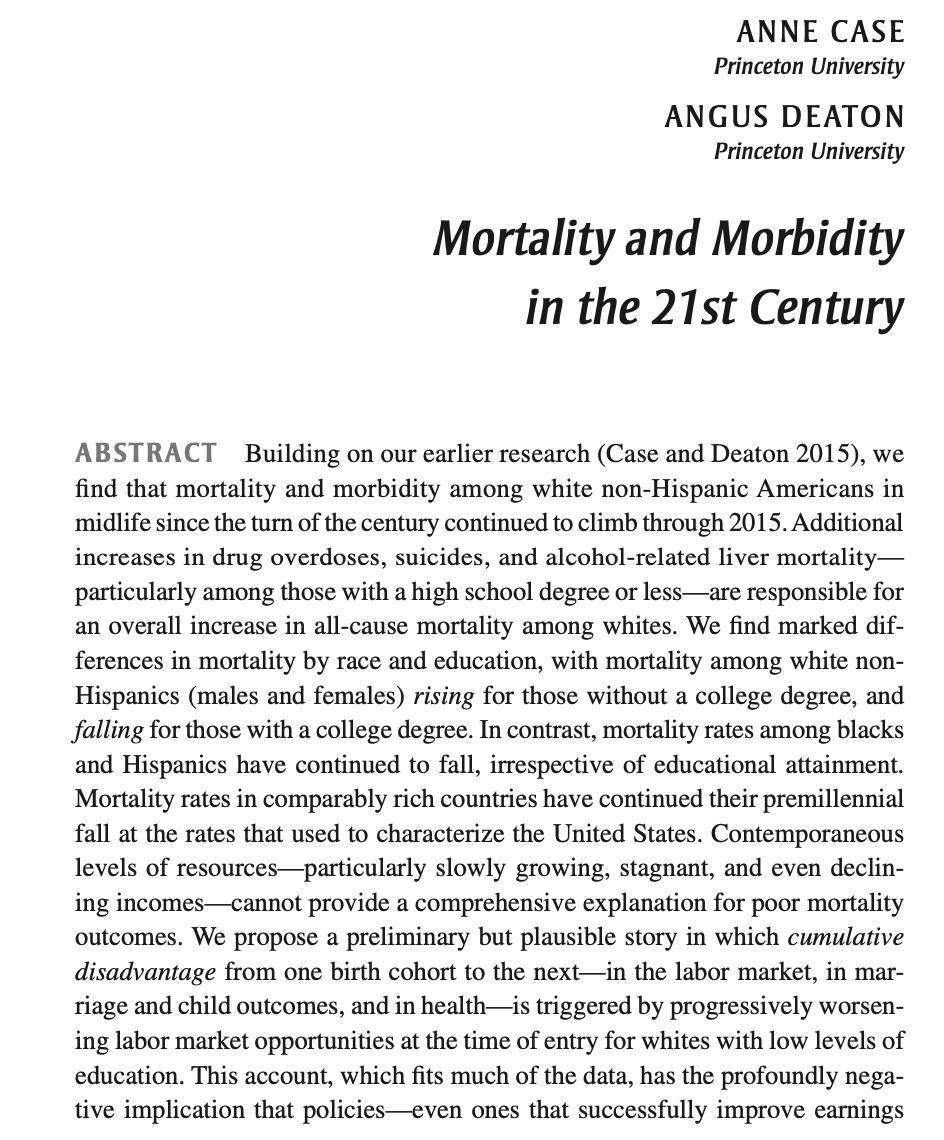 ANNE CASE
Princeton University
ANGUS DEATON
Princeton University
Mortality and Morbidity
in the 21st Century
ABSTRACT Building on our earlier research (Case and Deaton 2015), we
find that mortality and morbidity among white non-Hispanic Americans in
midlife since the turn of the century continued to climb through 2015. Additional
increases in drug overdoses, suicides, and alcohol-related liver mortality—
particularly among those with a high school degree or less—are responsible for
an overall increase in all-cause mortality among whites. We find marked dif-
ferences in mortality by race and education, with mortality among white non-
Hispanics (males and females) rising for those without a college degree, and
falling for those with a college degree. In contrast, mortality rates among blacks
and Hispanics have continued to fall, irrespective of educational attainment.
Mortality rates in comparably rich countries have continued their premillennial
fall at the rates that used to characterize the United States. Contemporaneous
levels of resources—particularly slowly growing, stagnant, and even declin-
ing incomes—cannot provide a comprehensive explanation for poor mortality
outcomes. We propose a preliminary but plausible story in which cumulative
disadvantage from one birth cohort to the next—in the labor market, in mar-
riage and child outcomes, and in health—is triggered by progressively worsen-
ing labor market opportunities at the time of entry for whites with low levels of
education. This account, which fits much of the data, has the profoundly nega-
tive implication that policies—even ones that successfully improve earnings